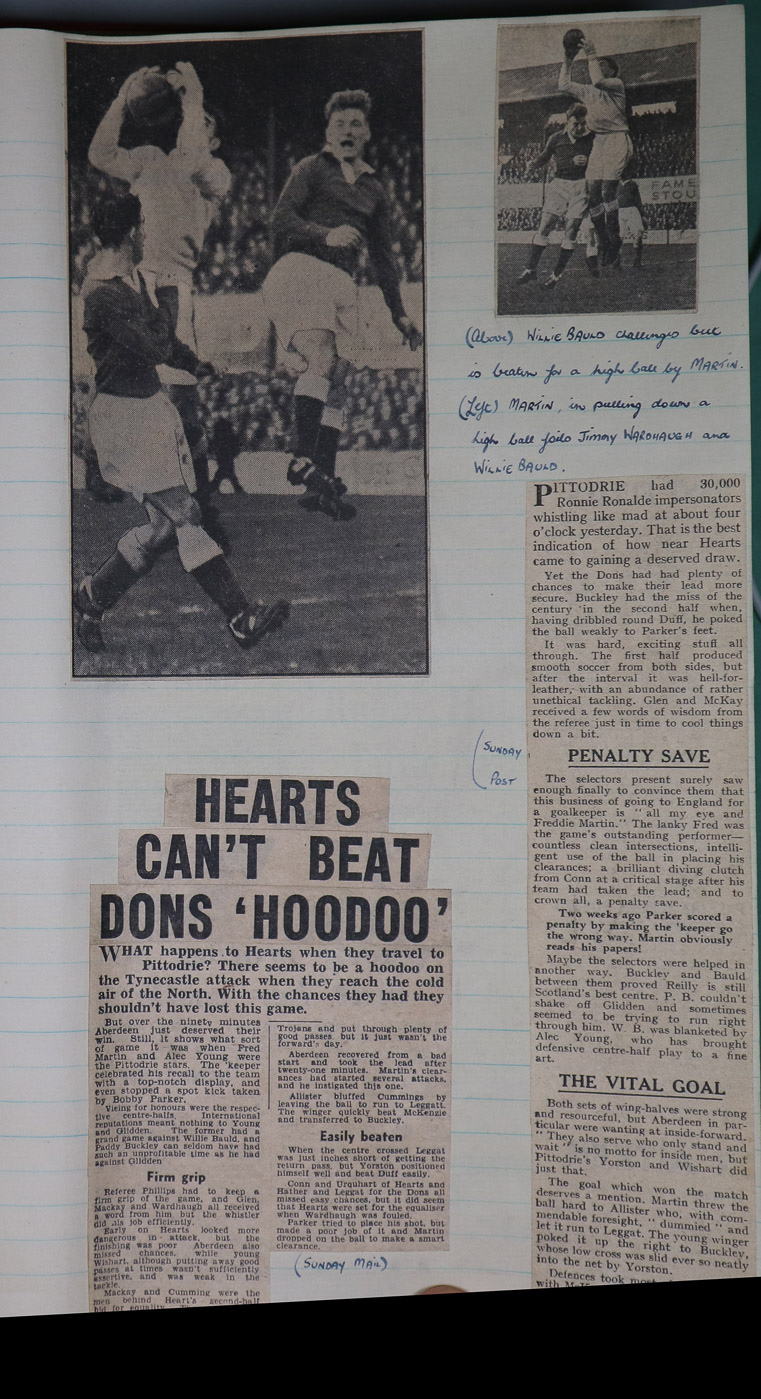 FAME
STOU
(Above) WILLIE BAULD challenges but
is beaten for a high ball by MARTIN.
(Left) MARTIN, in pulling down a
high ball foils JIMMY WARDHAUGH and
WILLIE BAULD.
PITTODRIE had 30,000
Ronnie Ronalde impersonators
whistling like mad at about four
o'clock yesterday. That is the best
indication of how near Hearts
came to gaining a deserved draw.
Yet the Dons had had plenty of
chances to make their lead more
secure. Buckley had the miss of the
century in the second half when,
having dribbled round Duff, he poked
the ball weakly to Parker's feet.
It was hard, exciting stuff all
through. The first half produced
smooth soccer from both sides, but
after the interval it was hell-for-
leather, with an abundance of rather
unethical tackling. Glen and McKay
received a few words of wisdom from
the referee just in time to cool things
down a bit.
PENALTY SAVE
The selectors present surely saw
enough finally to convince them that
this business of going to England for
a goalkeeper is "all my eye and
Freddie Martin." The lanky Fred was
the game's outstanding performer—
countless clean intersections, intelli-
gent use of the ball in placing his
clearances; a brilliant diving clutch
from Conn at a critical stage after his
team had taken the lead; and to
crown all, a penalty save.
Two weeks ago Parker scored a
penalty by making the 'keeper go
the wrong way. Martin obviously
reads his papers!
Maybe the selectors were helped in
another way. Buckley and Bauld
between them proved Reilly is still
Scotland's best centre. P. B. couldn't
shake off Glidden and sometimes
seemed to be trying to run right
through him. W. B. was blanketed by
Alec Young, who has brought
defensive centre-half play to a fine
art.
THE VITAL GOAL
Both sets of wing-halves were strong
and resourceful, but Aberdeen in par-
ticular were wanting at inside-forward.
"They also serve who only stand and
wait" is no motto for inside men, but
Pittodrie's Yorston and Wishart did
just that.
The goal which won the match
deserves a mention. Martin threw the
ball hard to Allister who, with com-
mendable foresight, "dummied" and
let it run to Leggat. The young winger
poked it up the right to Buckley,
whose low cross was slid ever so neatly
into the net by Yorston.
Defences took most
(SUNDAY
POST
HEARTS
CAN'T BEAT
DONS 'HOODOO'
WHAT happens to Hearts when they travel to
Pittodrie? There seems to be a hoodoo on
the Tynecastle attack when they reach the cold
air of the North. With the chances they had they
shouldn't have lost this game.
But over the ninety minutes
Aberdeen just deserved their
win. Still, it shows what sort
of game it was when Fred
Martin and Alec Young were
the Pittodrie stars. The 'keeper
celebrated his recall to the team
with a top-notch display, and
even stopped a spot kick taken
by Bobby Parker.
Vieing for honours were the respec-
tive centre-halfs. International
reputations meant nothing to Young
and Glidden. The former had a
grand game against Willie Bauld, and
Paddy Buckley can seldom have had
such an unprofitable time as he had
against Glidden
Firm grip
Referee Phillips had to keep a
firm grip of the game, and Glen,
Mackay and Wardhaugh all received
a word from him but the whistler
did his job efficiently.
Early on Hearts looked more
dangerous in attack, but the
finishing was poor Aberdeen also
missed chances, while young
Wishart, although putting away good
passes at times wasn't sufficiently
assertive, and was weak in the
tackle.
Mackay and Cumming were the
men behind Heart's second-half
bid for equality.
Trojans and put through plenty of
good passes but it just wasn't the
forward's day.
Aberdeen recovered from a bad
start and took the lead after
twenty-one minutes. Martin's clear-
ances had started several attacks,
and he instigated this one.
Allister bluffed Cummings by
leaving the ball to run to Leggatt.
The winger quickly beat McKenzie
and transferred to Buckley.
Easily beaten
When the centre crossed Leggat
was just inches short of getting the
return pass, but Yorston positioned
himself well and beat Duff easily.
Conn and Urquhart of Hearts and
Hather and Leggat for the Dons all
missed easy chances, but it did seem
that Hearts were set for the equaliser
when Wardhaugh was fouled.
Parker tried to place his shot, but
made a poor job of it and Martin
dropped on the ball to make a smart
clearance.
(SUNDAY MAIL)